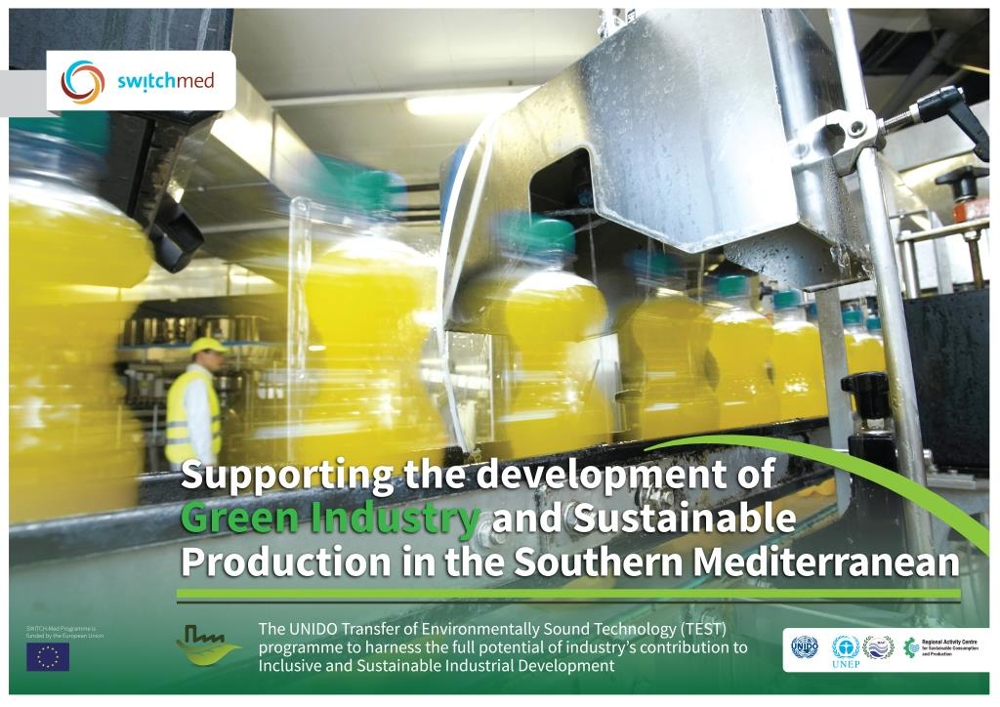 switchmed
Supporting the development of
Green Industry and Sustainable
Production in the Southern Mediterranean
SWITCH-Med Programme is
funded by the European Union
The UNIDO Transfer of Environmentally Sound Technology (TEST)
programme to harness the full potential of industry's contribution to
Inclusive and Sustainable Industrial Development
UNIDO
UNEP
MAP
Regional Activity Centre
for Sustainable Consumption
and Production